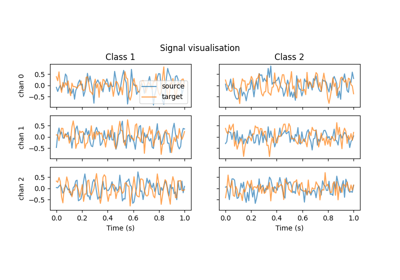 Signal visualisation
Class 1
Class 2
chan 0
0.5
0.0
−0.5
source
target
chan 1
0.5
0.0
−0.5
chan 2
0.5
0.0
−0.5
0.0 0.2 0.4 0.6 0.8 1.0
0.0 0.2 0.4 0.6 0.8 1.0
Time (s)
Time (s)